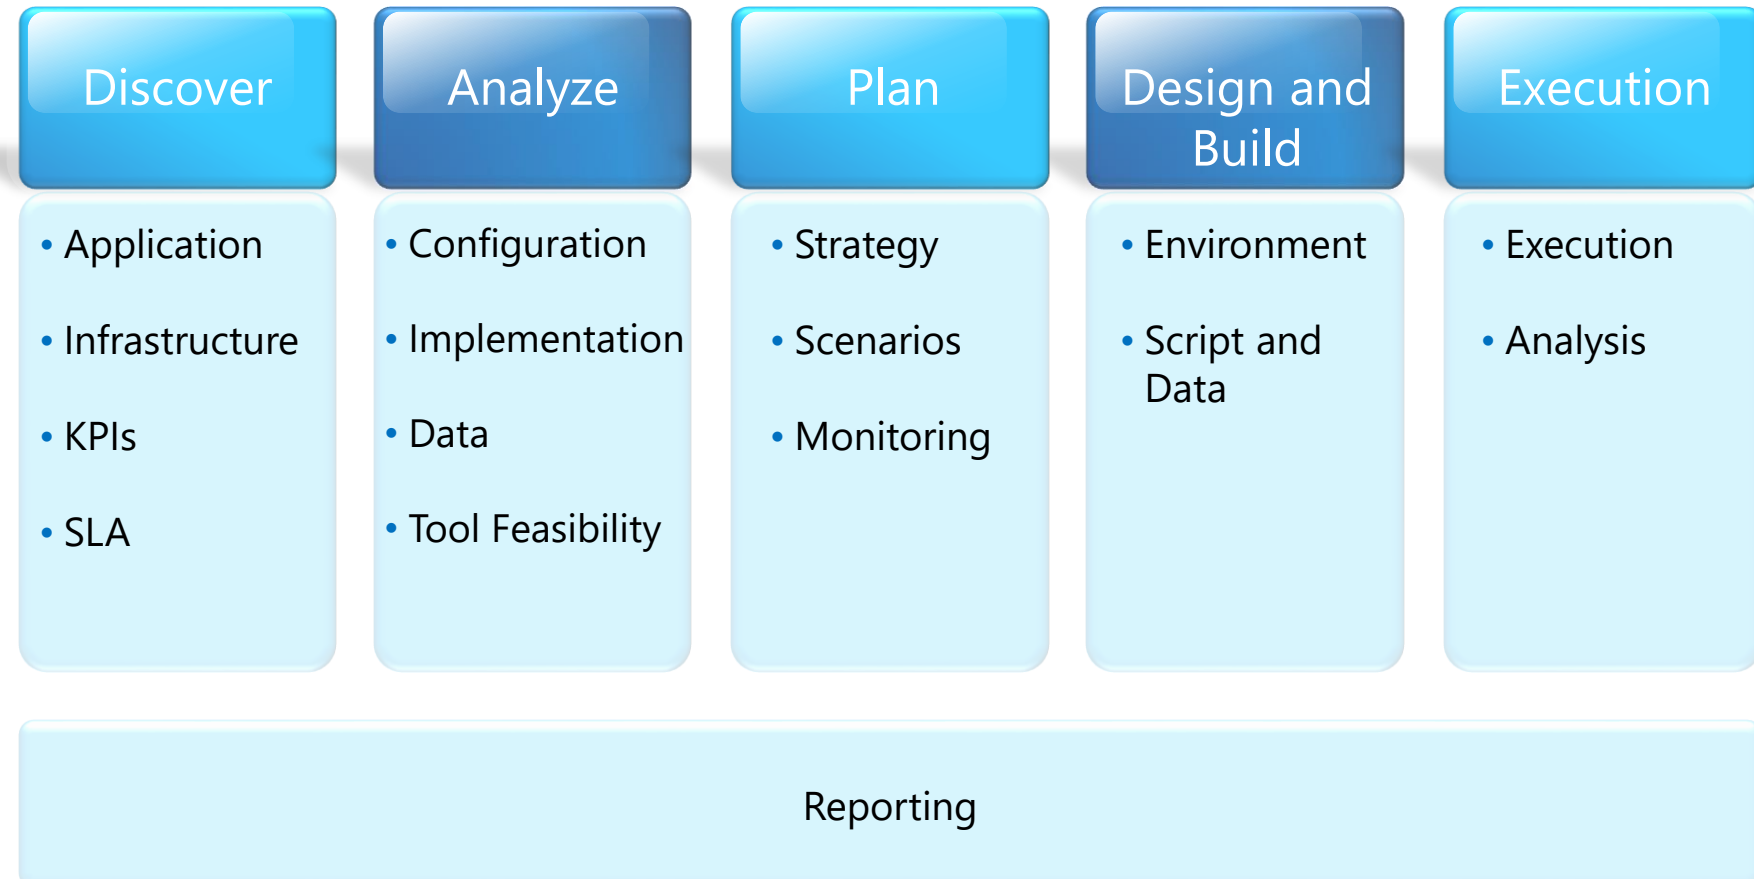 Discover
• Application
• Infrastructure
• KPIs
• SLA
Analyze
• Configuration
• Implementation
• Data
• Tool Feasibility
Plan
• Strategy
• Scenarios
• Monitoring
Design and
Build
• Environment
• Script and
Data
Execution
• Execution
• Analysis
Reporting